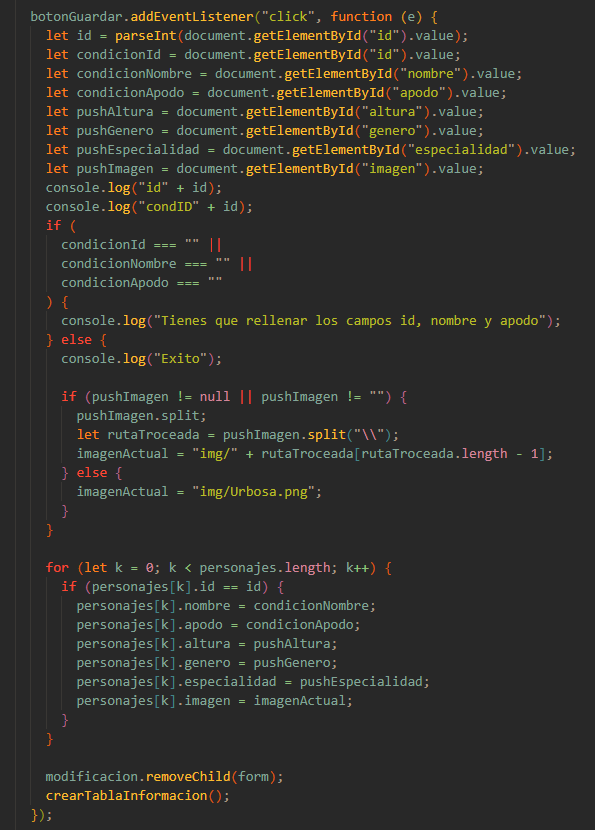 botonGuardar.addEventListener("click", function (e) {
  let id = parseInt(document.getElementById("id").value);
  let condicionId = document.getElementById("id").value;
  let condicionNombre = document.getElementById("nombre").value;
  let condicionApodo = document.getElementById("apodo").value;
  let pushAltura = document.getElementById("altura").value;
  let pushGenero = document.getElementById("genero").value;
  let pushEspecialidad = document.getElementById("especialidad").value;
  let pushImagen = document.getElementById("imagen").value;
  console.log("id" + id);
  console.log("condID" + id);
  if (
    condicionId === "" ||
    condicionNombre === "" ||
    condicionApodo === ""
  ) {
    console.log("Tienes que rellenar los campos id, nombre y apodo");
  } else {
    console.log("Exito");

    if (pushImagen != null || pushImagen != "") {
      pushImagen.split;
      let rutaTroceada = pushImagen.split("\\");
      imagenActual = "img/" + rutaTroceada[rutaTroceada.length - 1];
    } else {
      imagenActual = "img/Urbosa.png";
    }
  }

  for (let k = 0; k < personajes.length; k++) {
    if (personajes[k].id == id) {
      personajes[k].nombre = condicionNombre;
      personajes[k].apodo = condicionApodo;
      personajes[k].altura = pushAltura;
      personajes[k].genero = pushGenero;
      personajes[k].especialidad = pushEspecialidad;
      personajes[k].imagen = imagenActual;
    }
  }

  modificacion.removeChild(form);
  crearTablaInformacion();
});